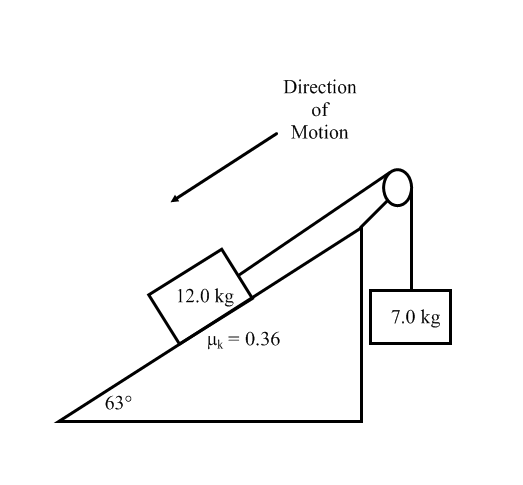 Direction
of
Motion
12.0 kg
7.0 kg
μk = 0.36
63°